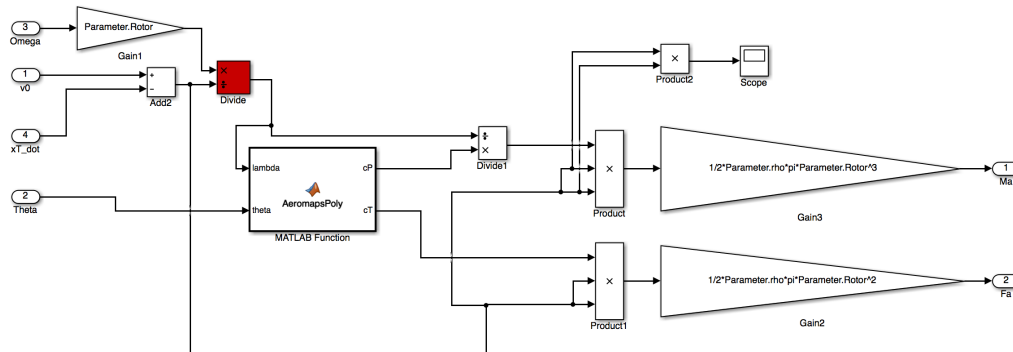 3
Omega
Parameter.Rotor
Gain1
1
v0
+
−
Add2
×
÷
Divide
4
xT_dot
2
Theta
lambda
theta
cP
cT
AeromapsPoly
MATLAB Function
÷
×
Divide1
×
Product2
Scope
×
Product
1/2*Parameter.rho*pi*Parameter.Rotor^3
Gain3
1
Ma
×
Product1
1/2*Parameter.rho*pi*Parameter.Rotor^2
Gain2
2
Fa